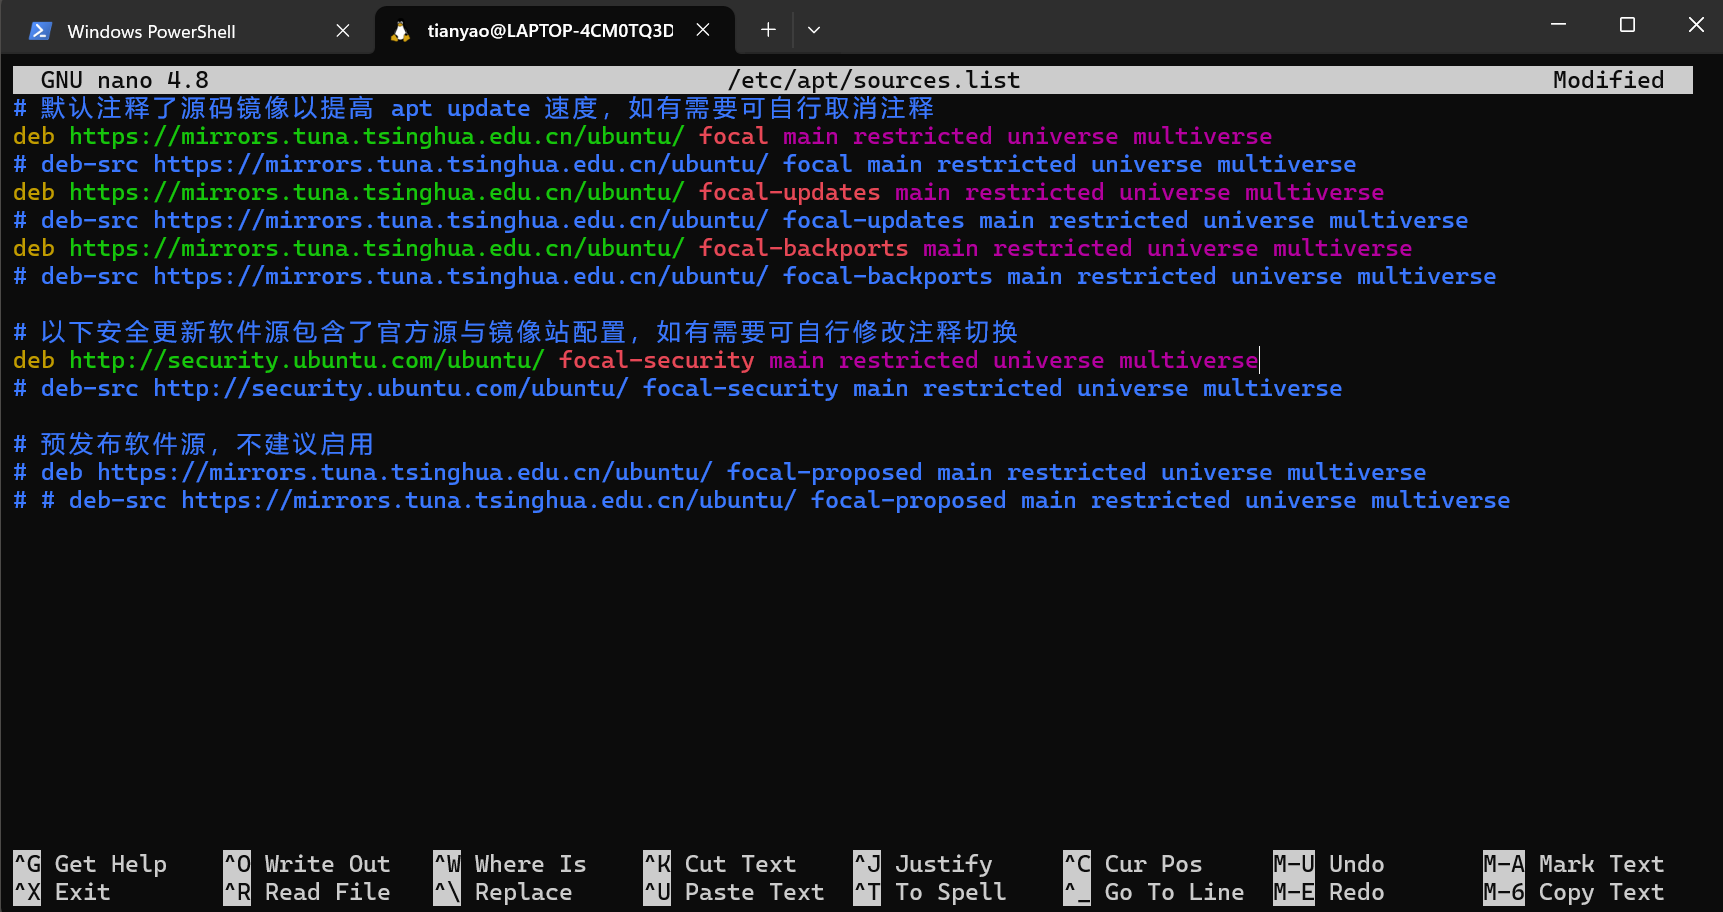 Windows PowerShell
tianyao@LAPTOP-4CM0TQ3D
GNU nano 4.8 /etc/apt/sources.list Modified
# 默认注释了源码镜像以提高 apt update 速度，如有需要可自行取消注释
deb https://mirrors.tuna.tsinghua.edu.cn/ubuntu/ focal main restricted universe multiverse
# deb-src https://mirrors.tuna.tsinghua.edu.cn/ubuntu/ focal main restricted universe multiverse
deb https://mirrors.tuna.tsinghua.edu.cn/ubuntu/ focal-updates main restricted universe multiverse
# deb-src https://mirrors.tuna.tsinghua.edu.cn/ubuntu/ focal-updates main restricted universe multiverse
deb https://mirrors.tuna.tsinghua.edu.cn/ubuntu/ focal-backports main restricted universe multiverse
# deb-src https://mirrors.tuna.tsinghua.edu.cn/ubuntu/ focal-backports main restricted universe multiverse
# 以下安全更新软件源包含了官方源与镜像站配置，如有需要可自行修改注释切换
deb http://security.ubuntu.com/ubuntu/ focal-security main restricted universe multiverse
# deb-src http://security.ubuntu.com/ubuntu/ focal-security main restricted universe multiverse
# 预发布软件源，不建议启用
# deb https://mirrors.tuna.tsinghua.edu.cn/ubuntu/ focal-proposed main restricted universe multiverse
# # deb-src https://mirrors.tuna.tsinghua.edu.cn/ubuntu/ focal-proposed main restricted universe multiverse
^G Get Help ^O Write Out ^W Where Is ^K Cut Text ^J Justify ^C Cur Pos M-U Undo M-A Mark Text
^X Exit ^R Read File ^\ Replace ^U Paste Text ^T To Spell ^_ Go To Line M-E Redo M-6 Copy Text